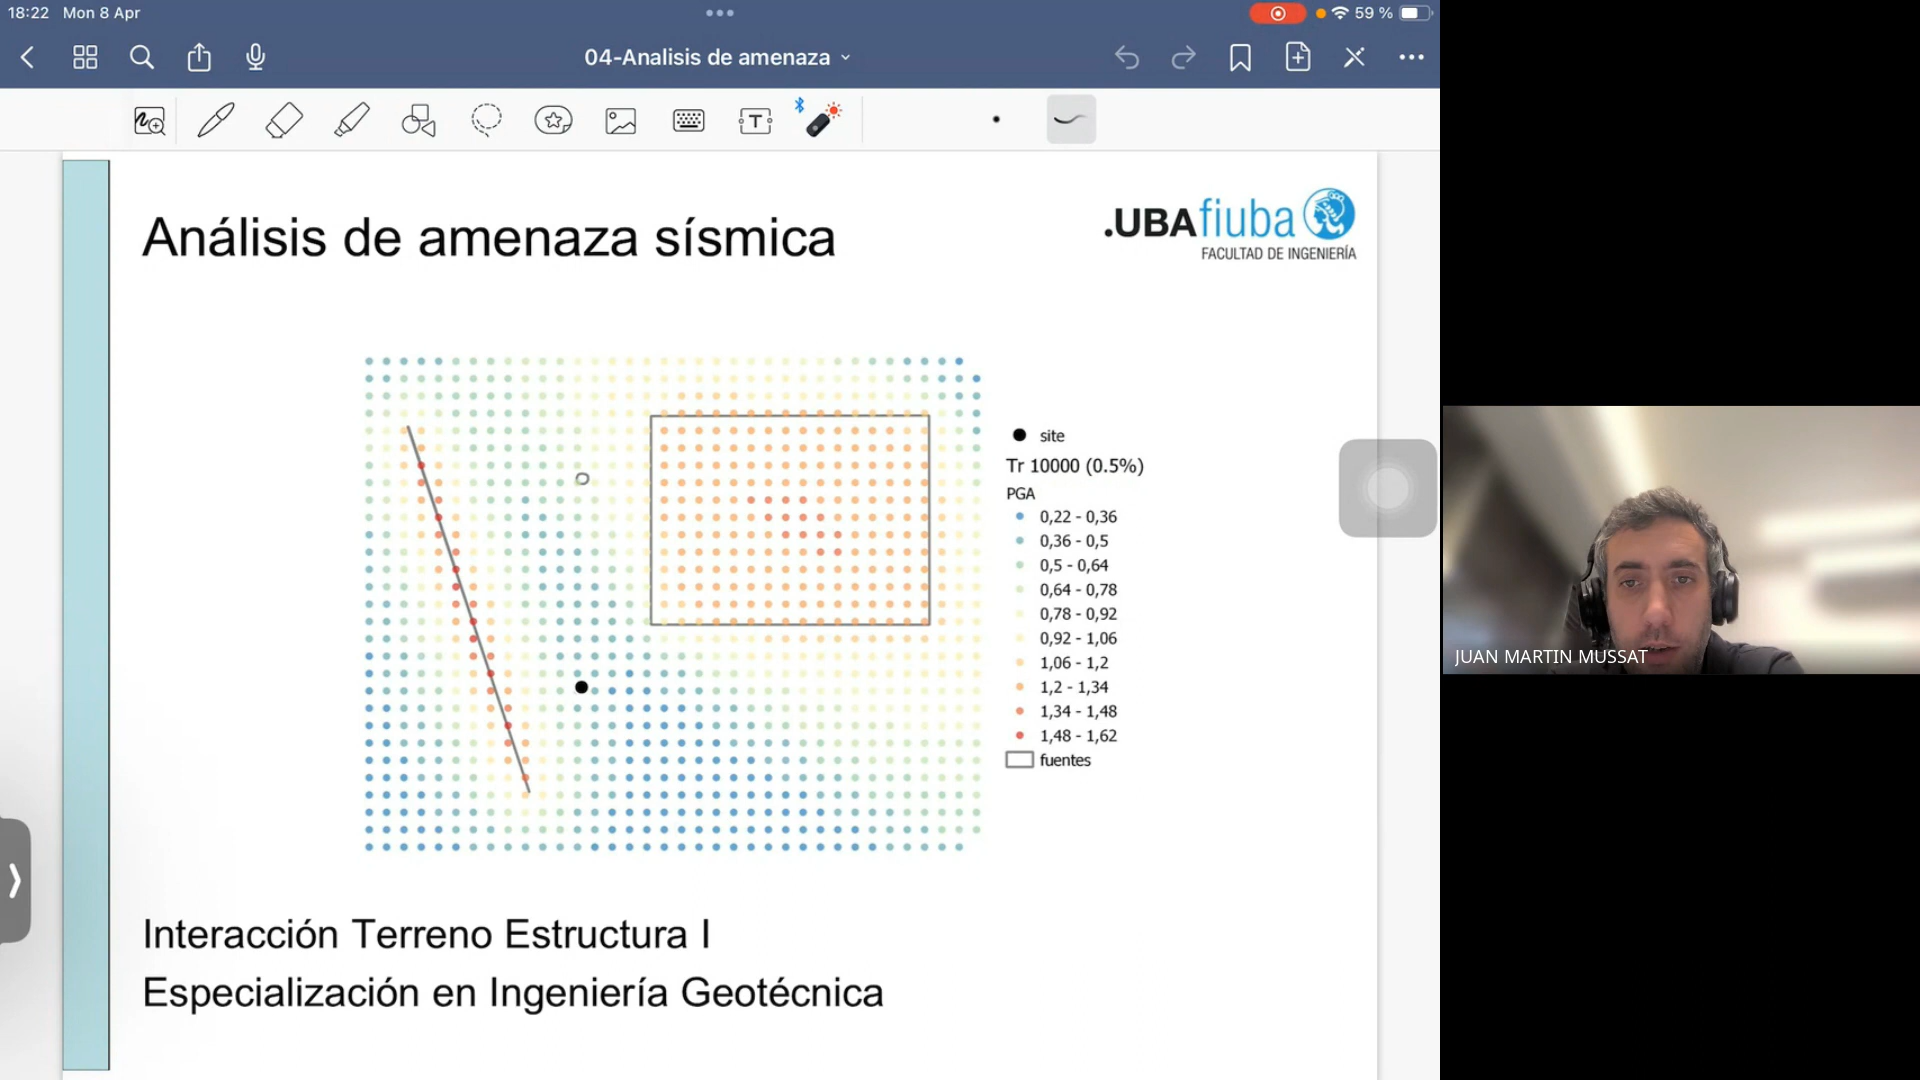 18:22 Mon 8 Apr
59 %
04-Analisis de amenaza
T
Análisis de amenaza sísmica
.UBAfiuba
FACULTAD DE INGENIERÍA
site
Tr 10000 (0.5%)
PGA
0,22 - 0,36
0,36 - 0,5
0,5 - 0,64
0,64 - 0,78
0,78 - 0,92
0,92 - 1,06
1,06 - 1,2
1,2 - 1,34
1,34 - 1,48
1,48 - 1,62
fuentes
Interacción Terreno Estructura I
Especialización en Ingeniería Geotécnica
JUAN MARTIN MUSSAT